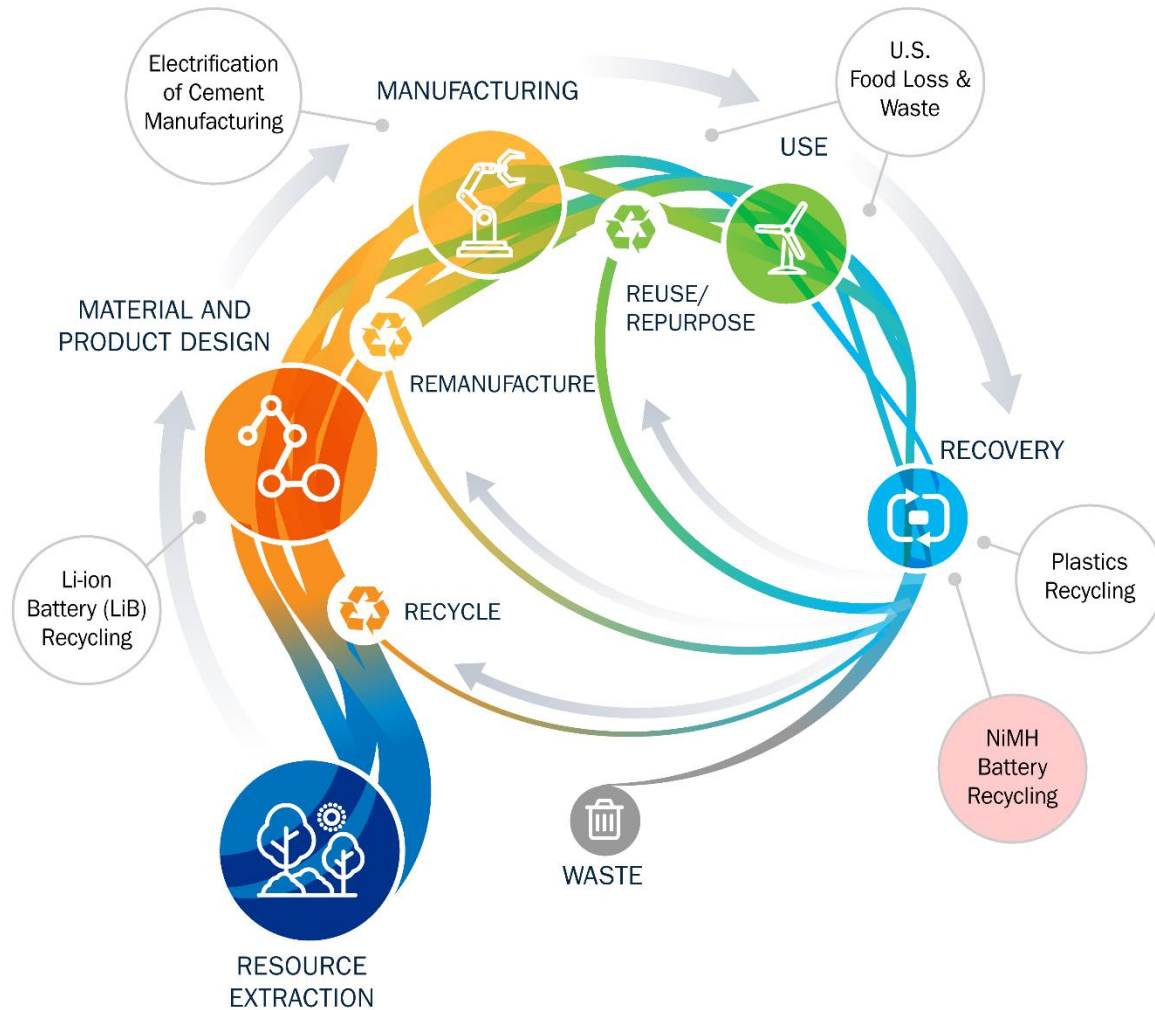 Electrification
of Cement
Manufacturing
MANUFACTURING
U.S.
Food Loss &
Waste
USE
MATERIAL AND
PRODUCT DESIGN
REUSE/
REPURPOSE
REMANUFACTURE
RECOVERY
Li-ion
Battery (LiB)
Recycling
RECYCLE
Plastics
Recycling
NiMH
Battery
Recycling
WASTE
RESOURCE
EXTRACTION